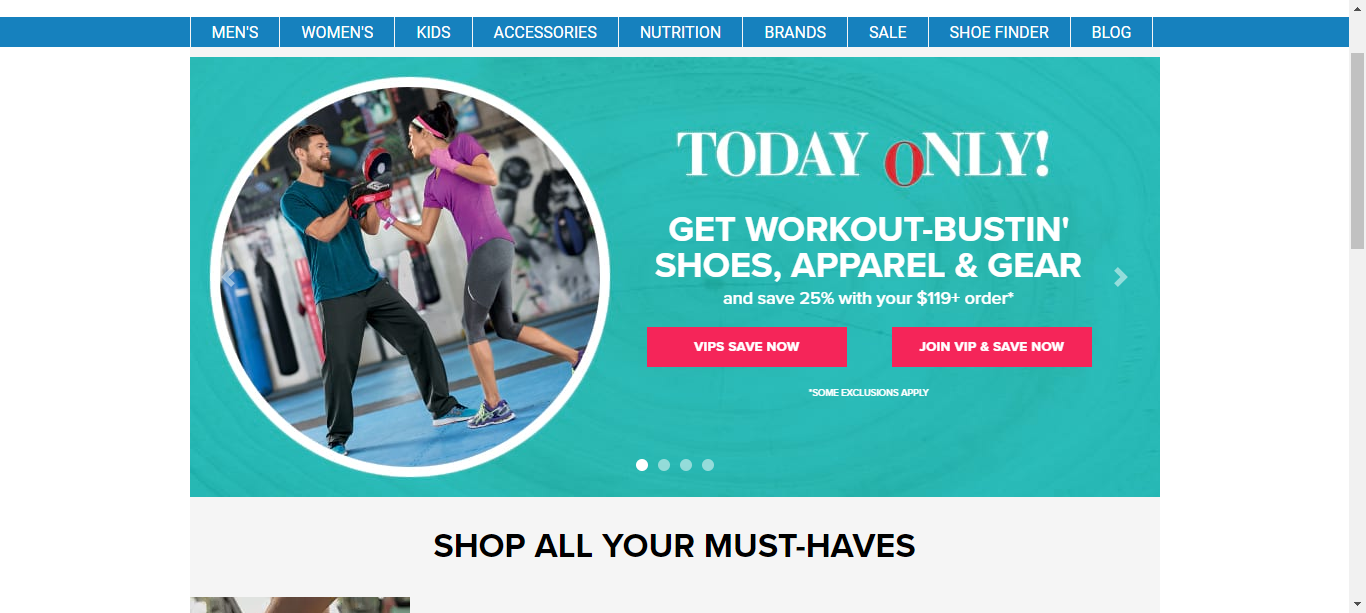 MEN'S WOMEN'S KIDS ACCESSORIES NUTRITION BRANDS SALE SHOE FINDER BLOG
TODAY ONLY!
GET WORKOUT-BUSTIN'
SHOES, APPAREL & GEAR
and save 25% with your $119+ order*
VIPS SAVE NOW JOIN VIP & SAVE NOW
*SOME EXCLUSIONS APPLY
SHOP ALL YOUR MUST-HAVES